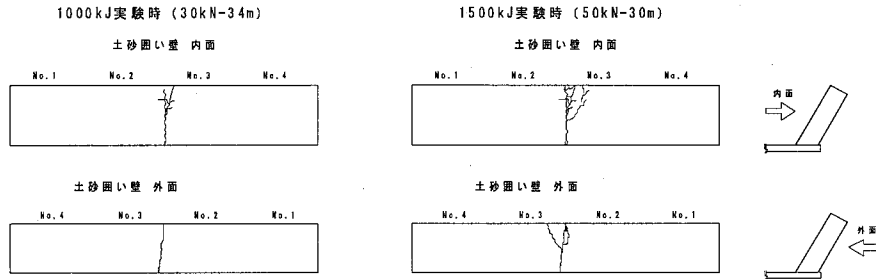 1000kJ実験時 (30kN-34m)
土砂囲い壁 内面
No.1 No.2 No.3 No.4
土砂囲い壁 外面
No.4 No.3 No.2 No.1
1500kJ実験時 (50kN-30m)
土砂囲い壁 内面
No.1 No.2 No.3 No.4
内面
土砂囲い壁 外面
No.4 No.3 No.2 No.1
外面